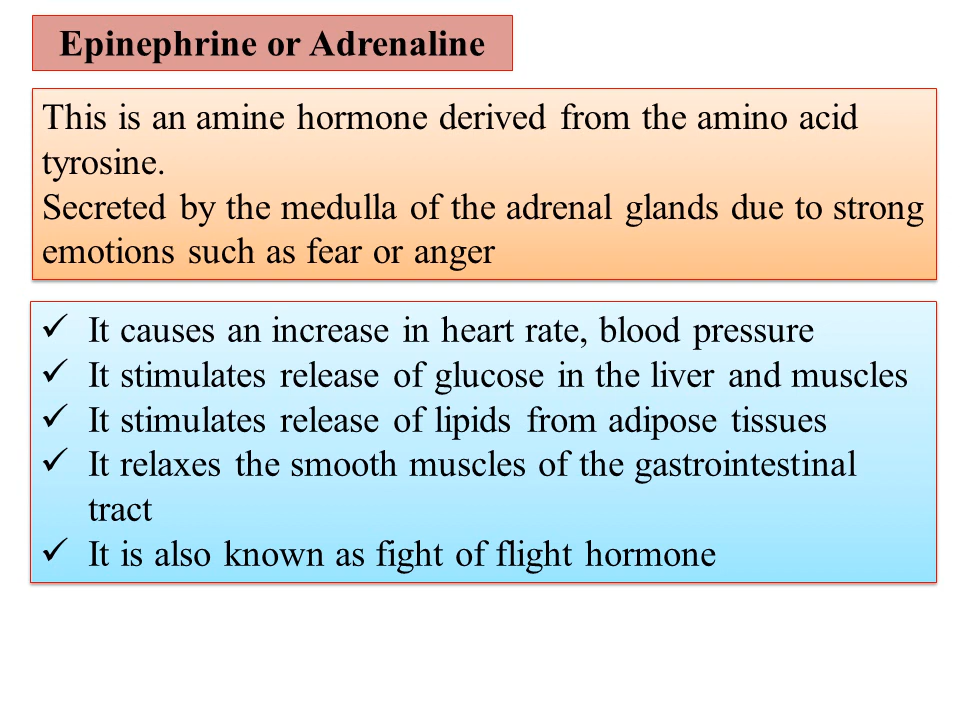 Epinephrine or Adrenaline
This is an amine hormone derived from the amino acid
tyrosine.
Secreted by the medulla of the adrenal glands due to strong
emotions such as fear or anger
✓ It causes an increase in heart rate, blood pressure
✓ It stimulates release of glucose in the liver and muscles
✓ It stimulates release of lipids from adipose tissues
✓ It relaxes the smooth muscles of the gastrointestinal
tract
✓ It is also known as fight of flight hormone